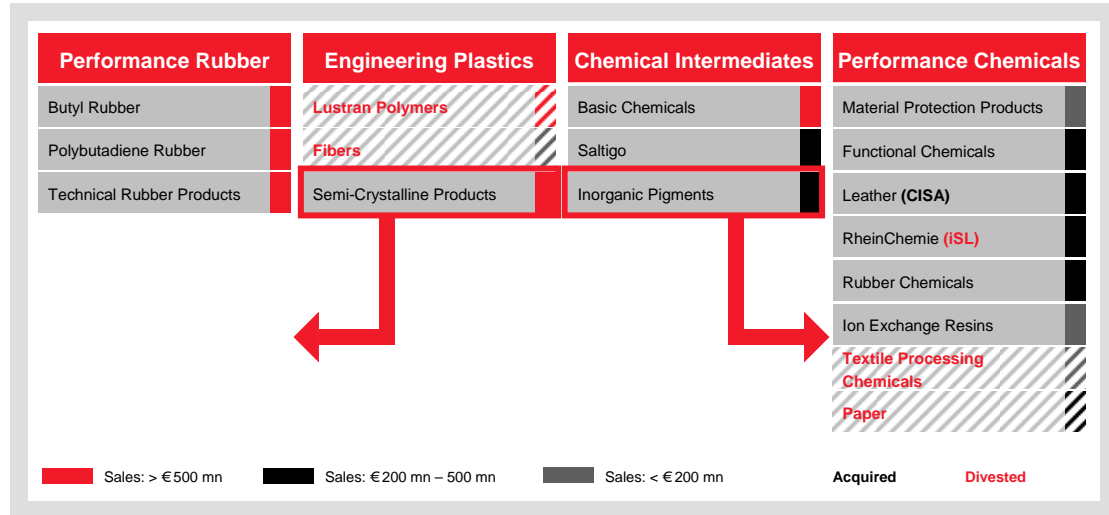 Performance Rubber
Butyl Rubber
Polybutadiene Rubber
Technical Rubber Products
Engineering Plastics
Lustran Polymers
Fibers
Semi-Crystalline Products
Chemical Intermediates
Basic Chemicals
Saltigo
Inorganic Pigments
Performance Chemicals
Material Protection Products
Functional Chemicals
Leather (CISA)
RheinChemie (iSL)
Rubber Chemicals
Ion Exchange Resins
Textile Processing
Chemicals
Paper
Sales: > €500 mn
Sales: €200 mn – 500 mn
Sales: < €200 mn
Acquired
Divested